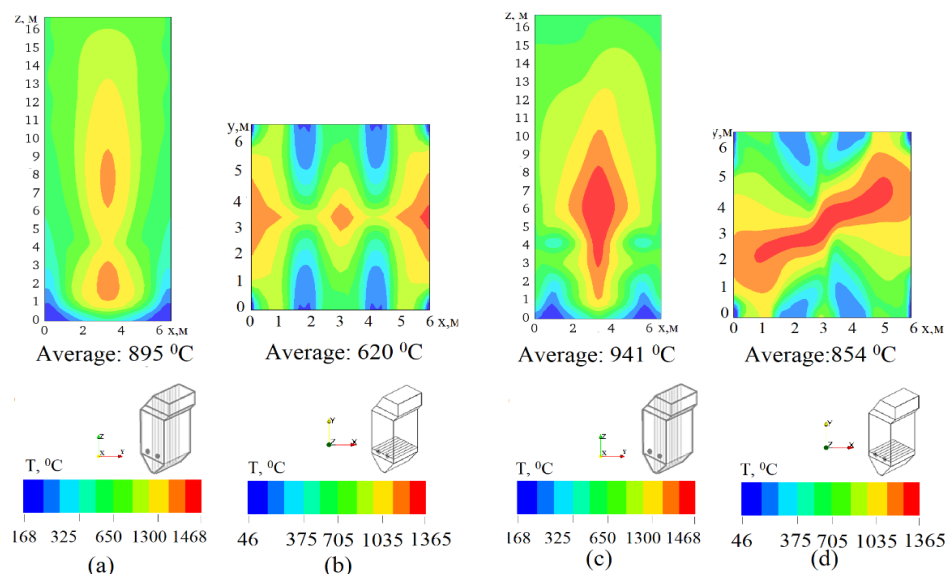 z, м
16
15
14
13
12
11
10
9
8
7
6
5
4
3
2
1
0
0 4 6 x,м
Average: 895 ⁰C
y,м
6
5
4
3
2
1
0
0 1 2 3 4 5 6 x,м
Average: 620 ⁰C
z, м
16
15
14
13
12
11
10
9
8
7
6
5
4
3
2
1
0
0 2 4 6 x,м
Average: 941 ⁰C
y,м
6
5
4
3
2
1
0
0 1 2 3 4 5 6 x,м
Average:854 ⁰C
Z
X Y
T, ⁰C
168 325 650 1300 1468
(a)
Y
Z X
T, ⁰C
46 375 705 1035 1365
(b)
Z
X Y
T, ⁰C
168 325 650 1300 1468
(c)
Y
Z X
T, ⁰C
46 375 705 1035 1365
(d)